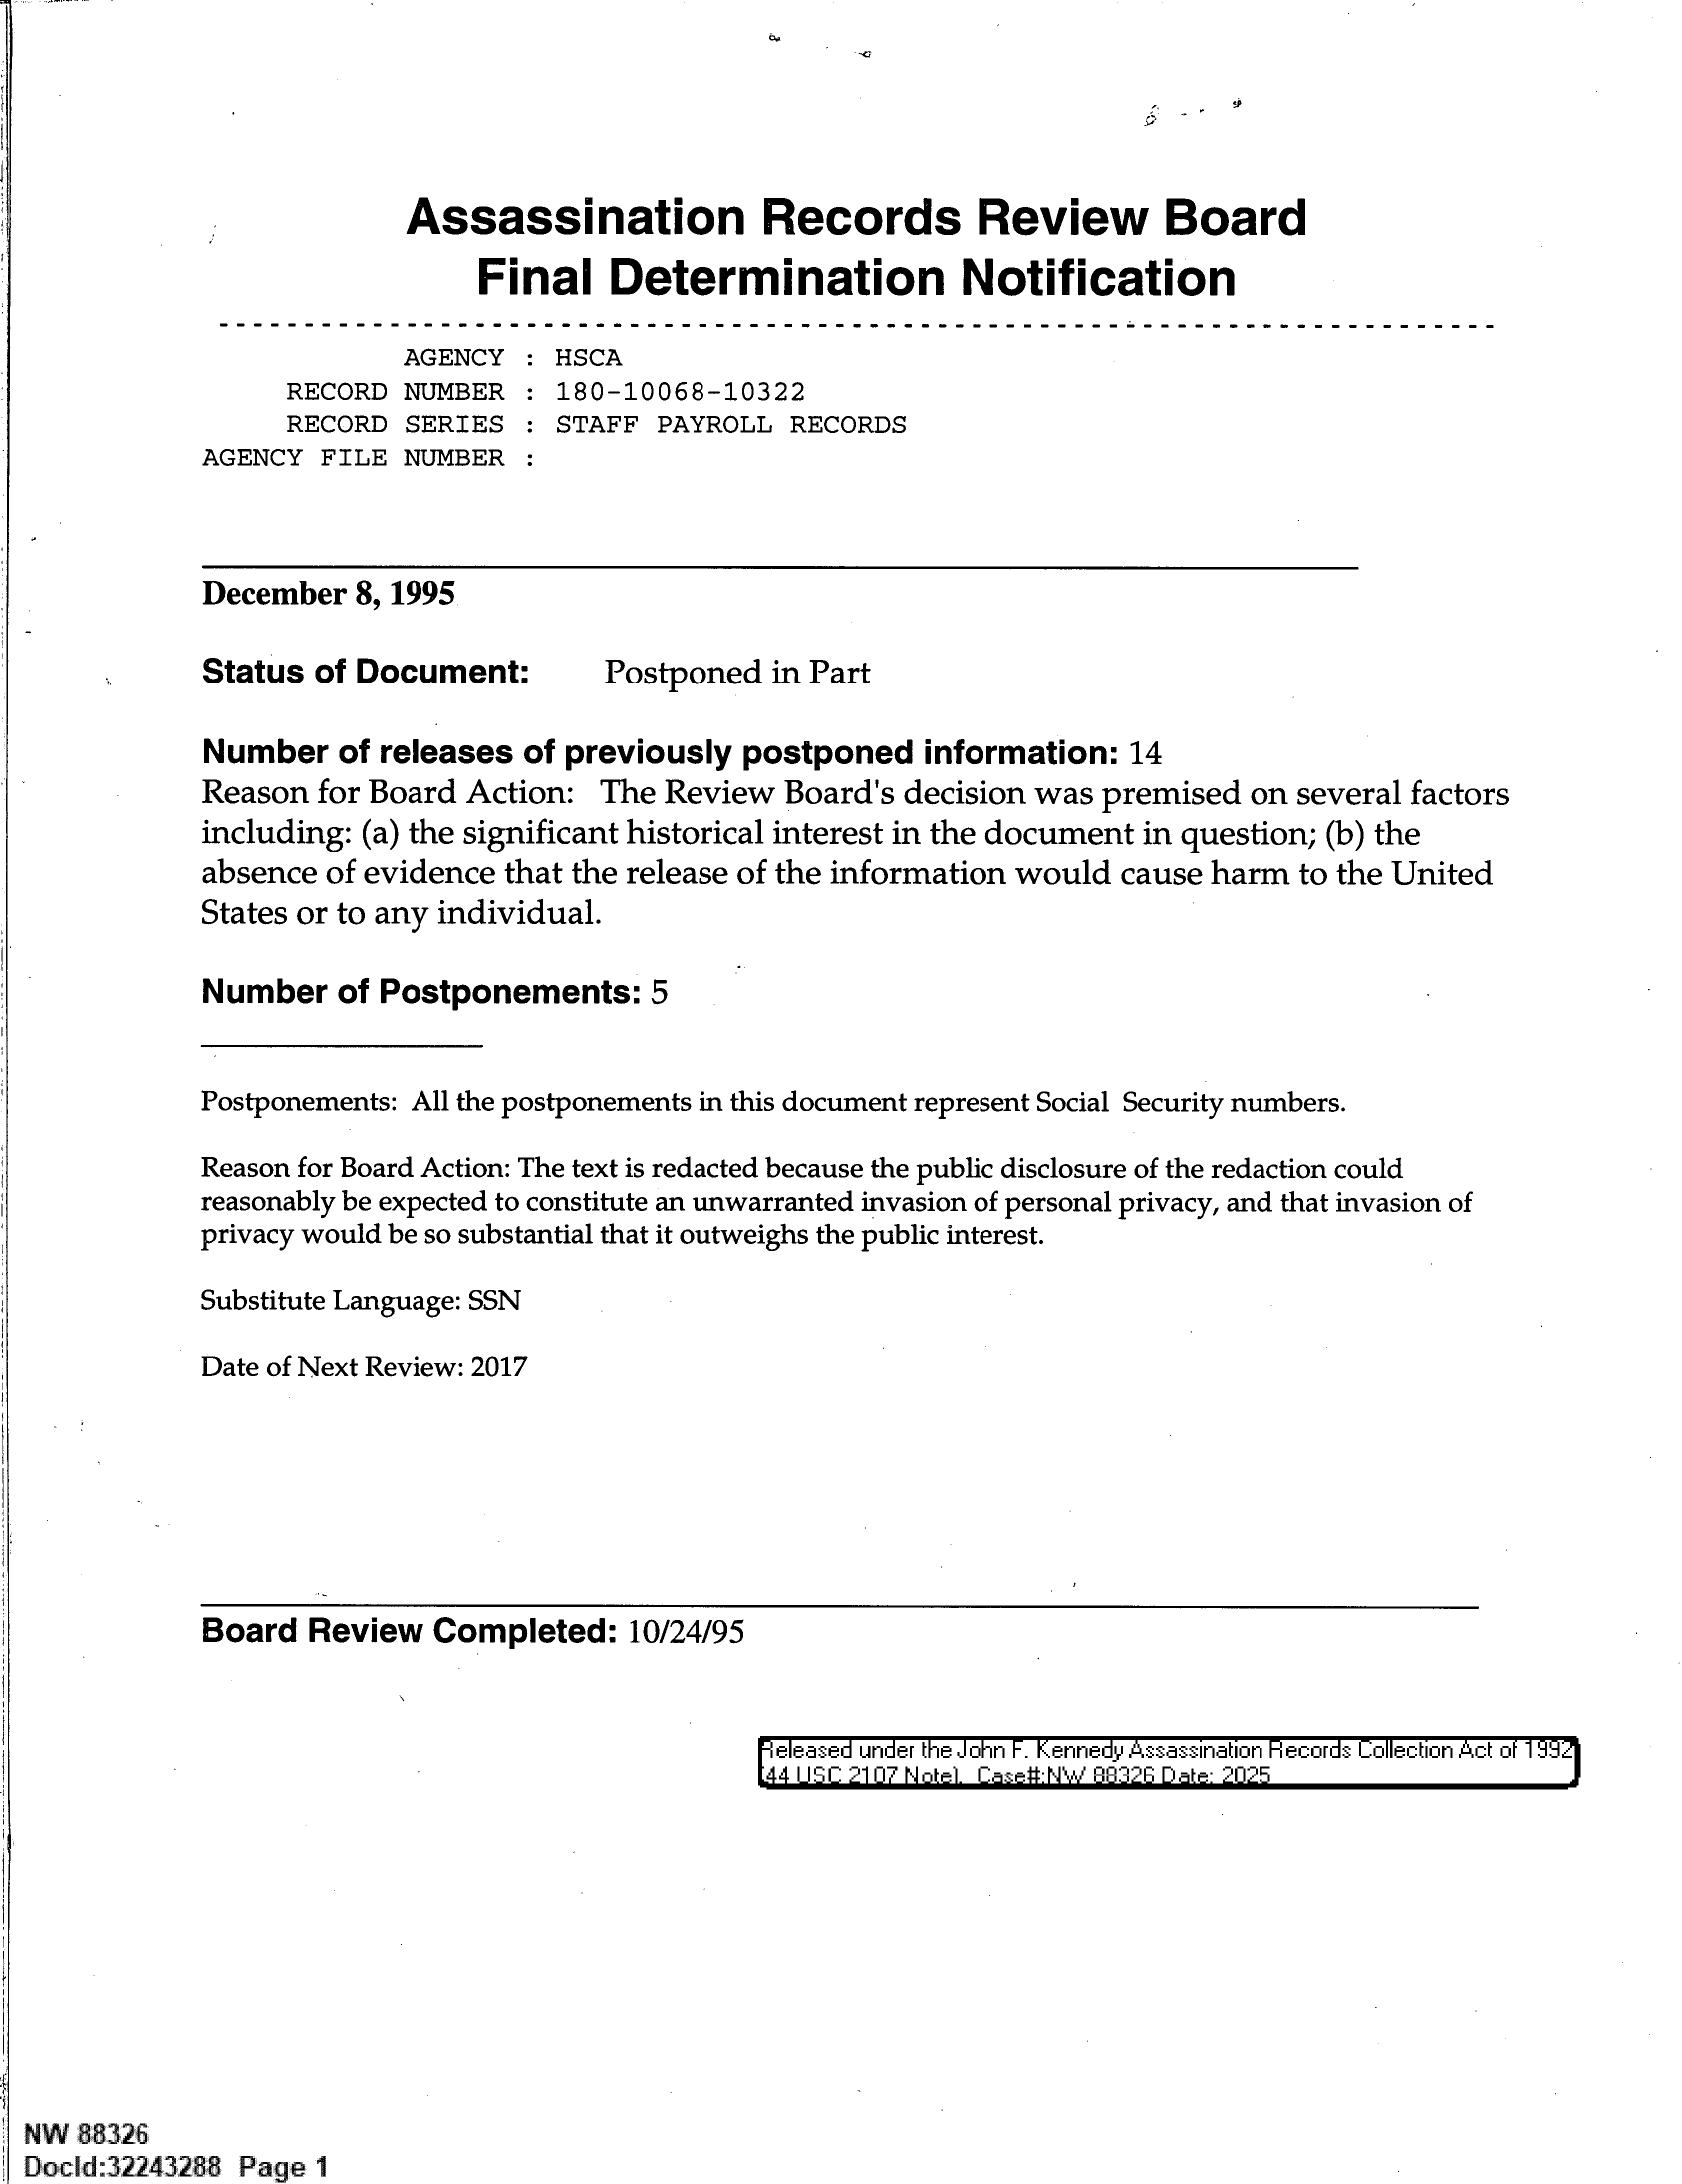 Assassination Records Review Board
Final Determination Notification
AGENCY : HSCA
RECORD NUMBER : 180-10068-10322
RECORD SERIES : STAFF PAYROLL RECORDS
AGENCY FILE NUMBER :
December 8, 1995
Status of Document: Postponed in Part
Number of releases of previously postponed information: 14
Reason for Board Action: The Review Board's decision was premised on several factors
including: (a) the significant historical interest in the document in question; (b) the
absence of evidence that the release of the information would cause harm to the United
States or to any individual.
Number of Postponements: 5
Postponements: All the postponements in this document represent Social Security numbers.
Reason for Board Action: The text is redacted because the public disclosure of the redaction could
reasonably be expected to constitute an unwarranted invasion of personal privacy, and that invasion of
privacy would be so substantial that it outweighs the public interest.
Substitute Language: SSN
Date of Next Review: 2017
Board Review Completed: 10/24/95
Released under the John F. Kennedy Assassination Records Collection Act of 1992
(44 USC 2107 Note). Case#:NW 88326 Date: 2025
NW 88326
DocId:32243288 Page 1